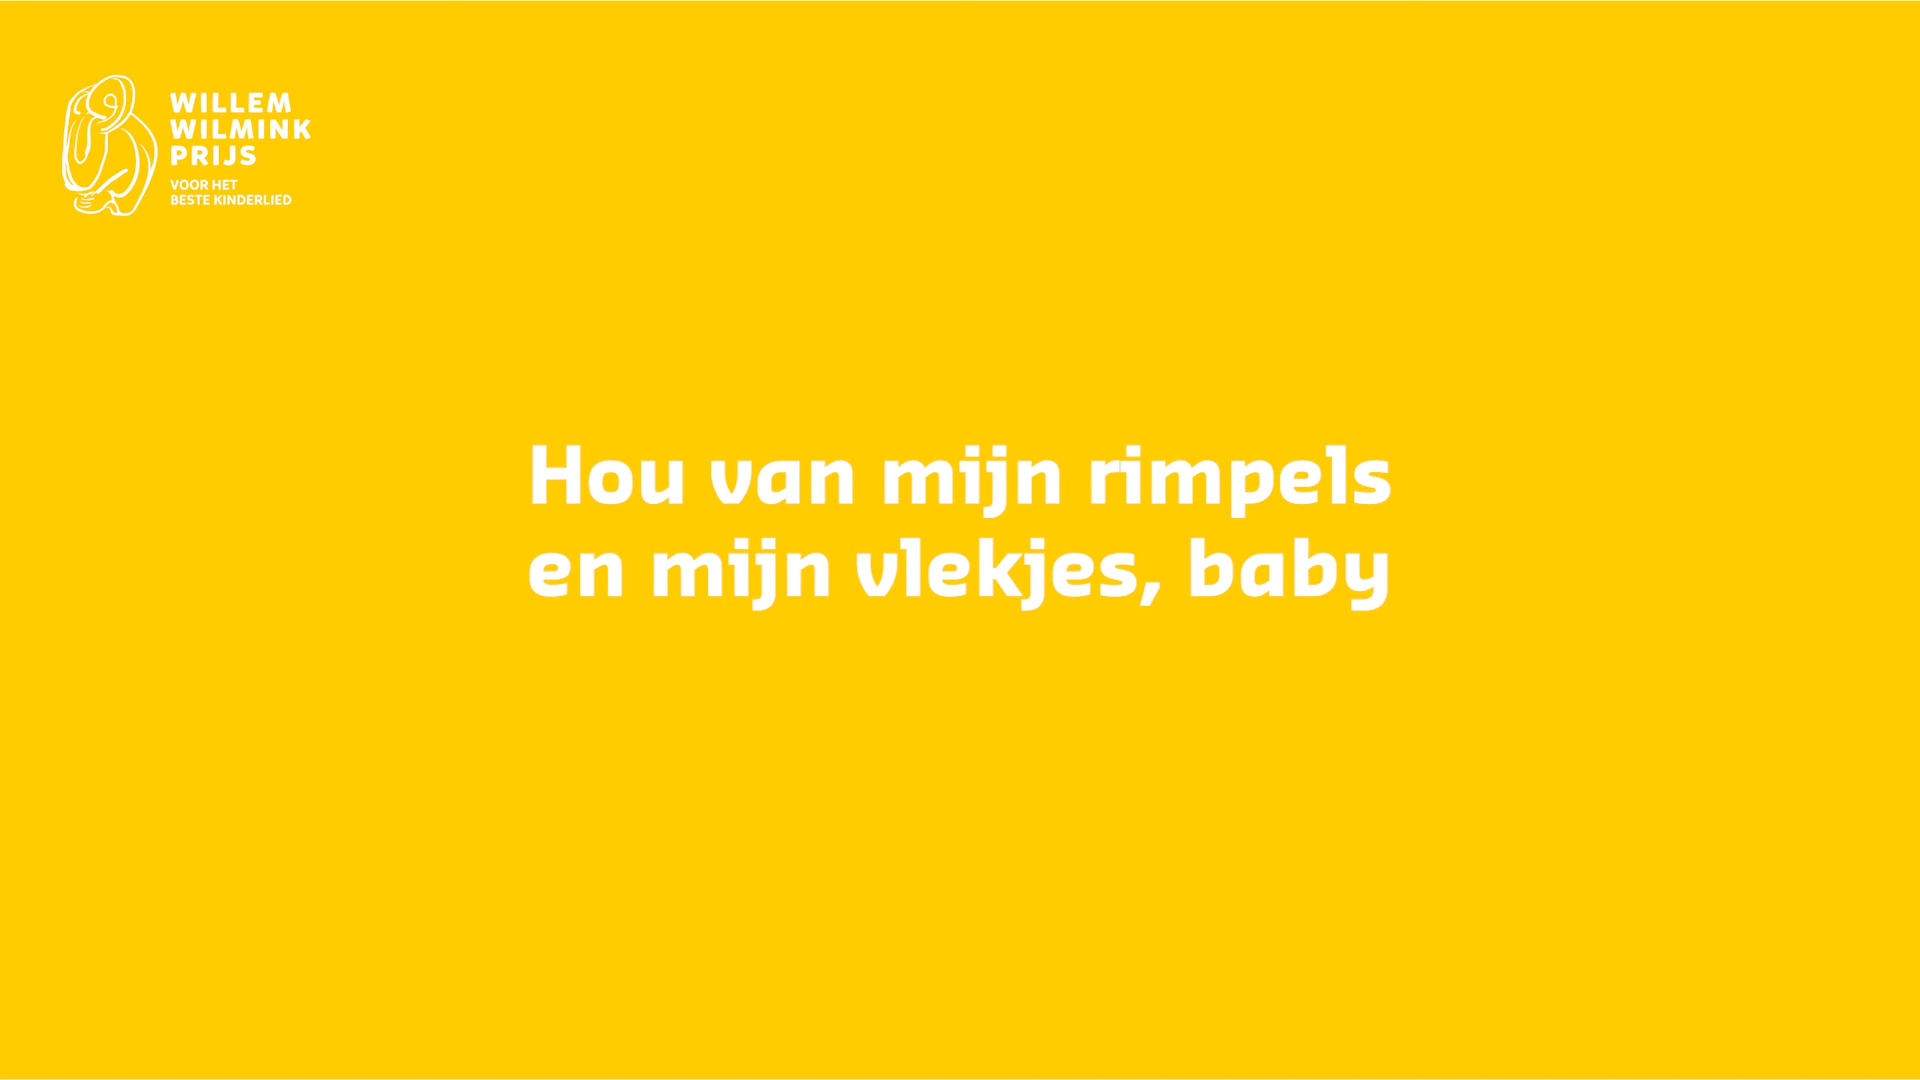 WILLEM
WILMINK
PRIJS
VOOR HET
BESTE KINDERLIED
Hou van mijn rimpels
en mijn vlekjes, baby